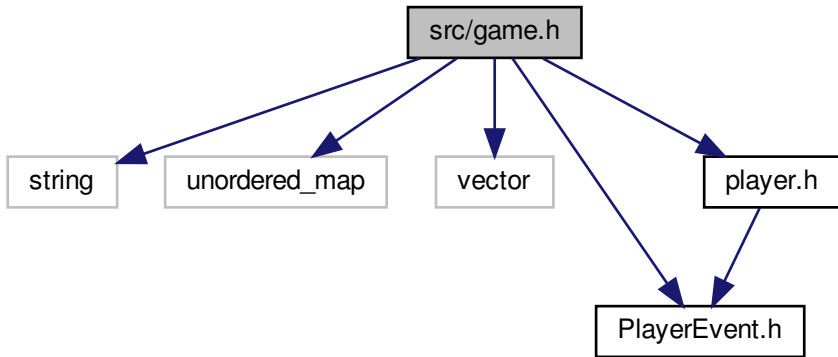 src/game.h
string
unordered_map
vector
player.h
PlayerEvent.h